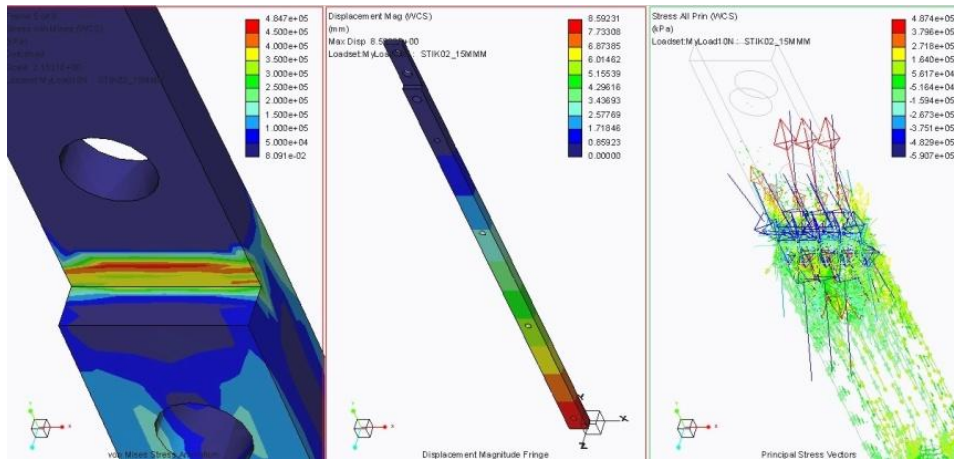 4.847e+05
4.500e+05
4.000e+05
3.500e+05
3.000e+05
2.500e+05
2.000e+05
1.500e+05
1.000e+05
5.000e+04
8.091e-02
von Mises Stress
Displacement Mag (WCS)
(mm)
Max Disp
Loadset:MyLoad : STIK02_15MMM
8.59231
7.73308
6.87385
6.01462
5.15539
4.29616
3.43693
2.57769
1.71846
0.85923
0.00000
Displacement Magnitude Fringe
Stress All Prin (WCS)
(kPa)
Loadset:MyLoad10N : STIK02_15MMM
4.874e+05
3.796e+05
2.718e+05
1.640e+05
5.617e+04
-5.164e+04
-1.594e+05
-2.673e+05
-3.751e+05
-4.829e+05
-5.907e+05
Principal Stress Vectors